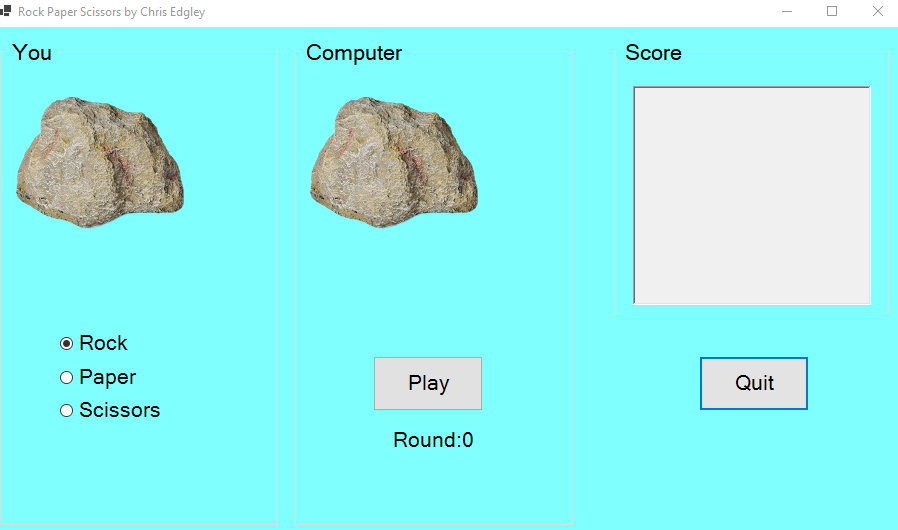 Rock Paper Scissors by Chris Edgley
You
Computer
Score
Rock
Paper
Scissors
Play
Round:0
Quit